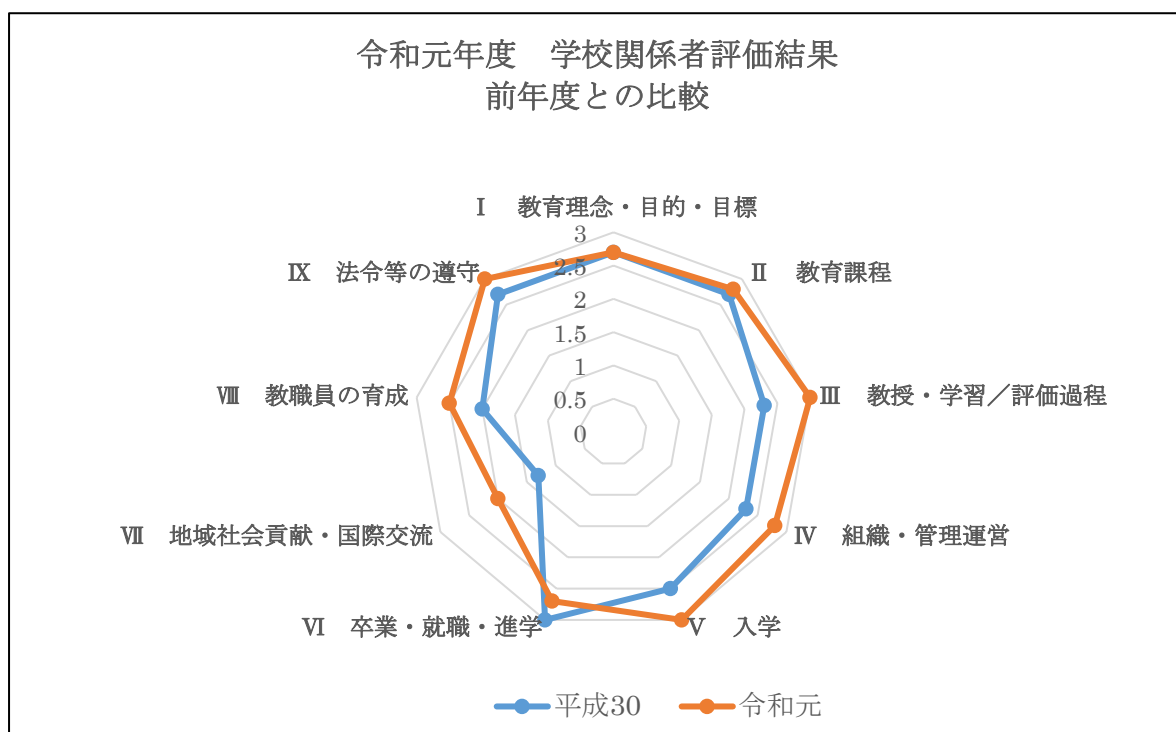 令和元年度　学校関係者評価結果
前年度との比較
Ⅰ　教育理念・目的・目標
Ⅱ　教育課程
Ⅲ　教授・学習／評価過程
Ⅳ　組織・管理運営
Ⅴ　入学
Ⅵ　卒業・就職・進学
Ⅶ　地域社会貢献・国際交流
Ⅷ　教職員の育成
Ⅸ　法令等の遵守
3
2.5
2
1.5
1
0.5
0
平成30
令和元